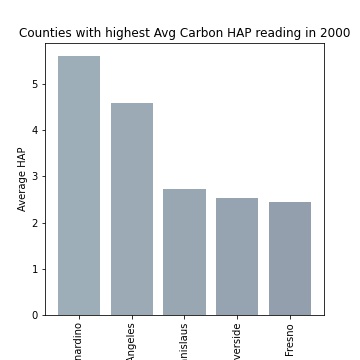 Counties with highest Avg Carbon HAP reading in 2000
Average HAP
5
4
3
2
1
0
nardino
Angeles
nislaus
verside
Fresno